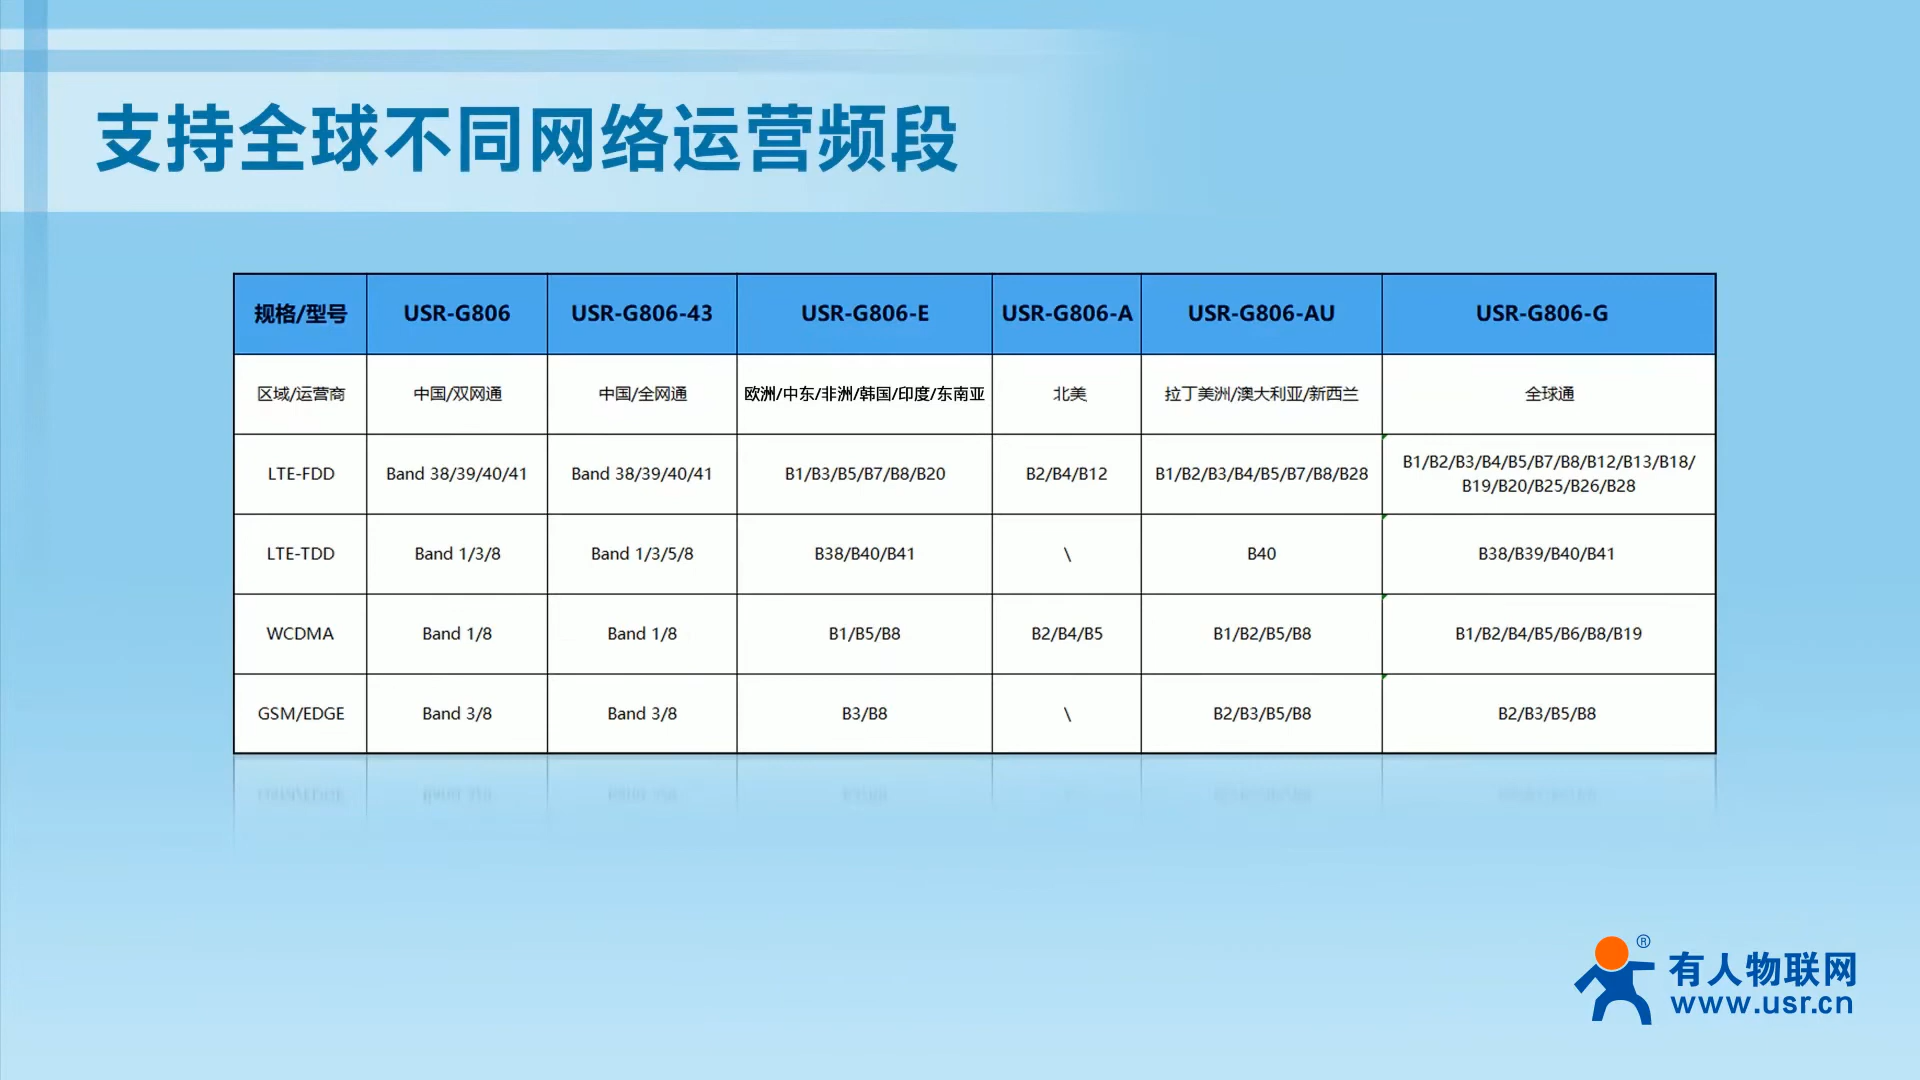 支持全球不同网络运营频段
规格/型号 USR-G806 USR-G806-43 USR-G806-E USR-G806-A USR-G806-AU USR-G806-G
区域/运营商 中国/双网通 中国/全网通 欧洲/中东/非洲/韩国/印度/东南亚 北美 拉丁美洲/澳大利亚/新西兰 全球通
LTE-FDD Band 38/39/40/41 Band 38/39/40/41 B1/B3/B5/B7/B8/B20 B2/B4/B12 B1/B2/B3/B4/B5/B7/B8/B28 B1/B2/B3/B4/B5/B7/B8/B12/B13/B18/
B19/B20/B25/B26/B28
LTE-TDD Band 1/3/8 Band 1/3/5/8 B38/B40/B41 \ B40 B38/B39/B40/B41
WCDMA Band 1/8 Band 1/8 B1/B5/B8 B2/B4/B5 B1/B2/B5/B8 B1/B2/B4/B5/B6/B8/B19
GSM/EDGE Band 3/8 Band 3/8 B3/B8 \ B2/B3/B5/B8 B2/B3/B5/B8
®
有人物联网
www.usr.cn